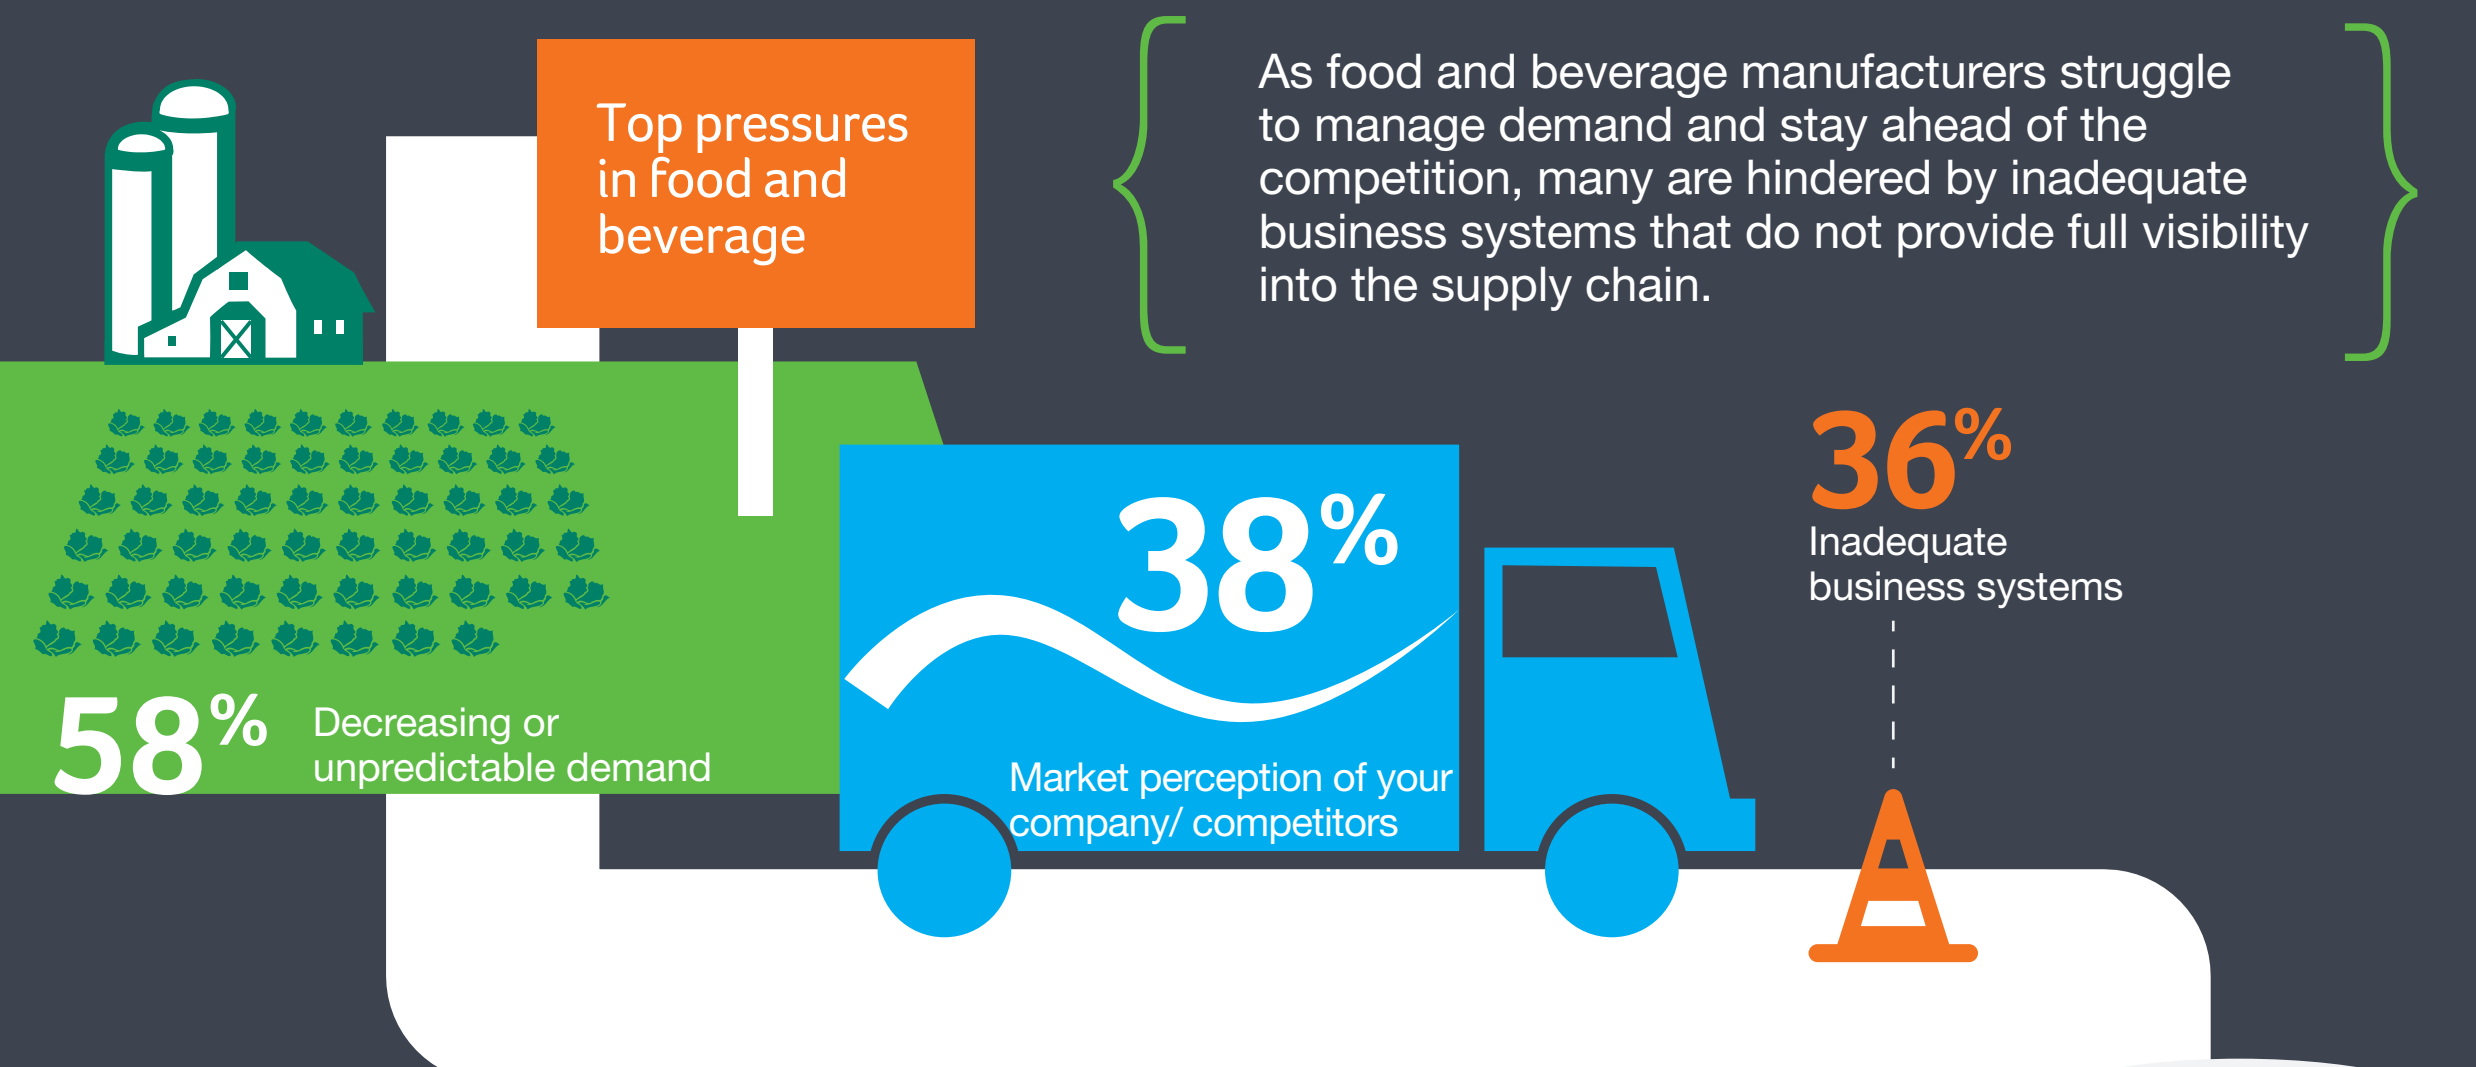 Top pressures
in food and
beverage
As food and beverage manufacturers struggle
to manage demand and stay ahead of the
competition, many are hindered by inadequate
business systems that do not provide full visibility
into the supply chain.
58%
Decreasing or
unpredictable demand
38%
Market perception of your
company/ competitors
36%
Inadequate
business systems